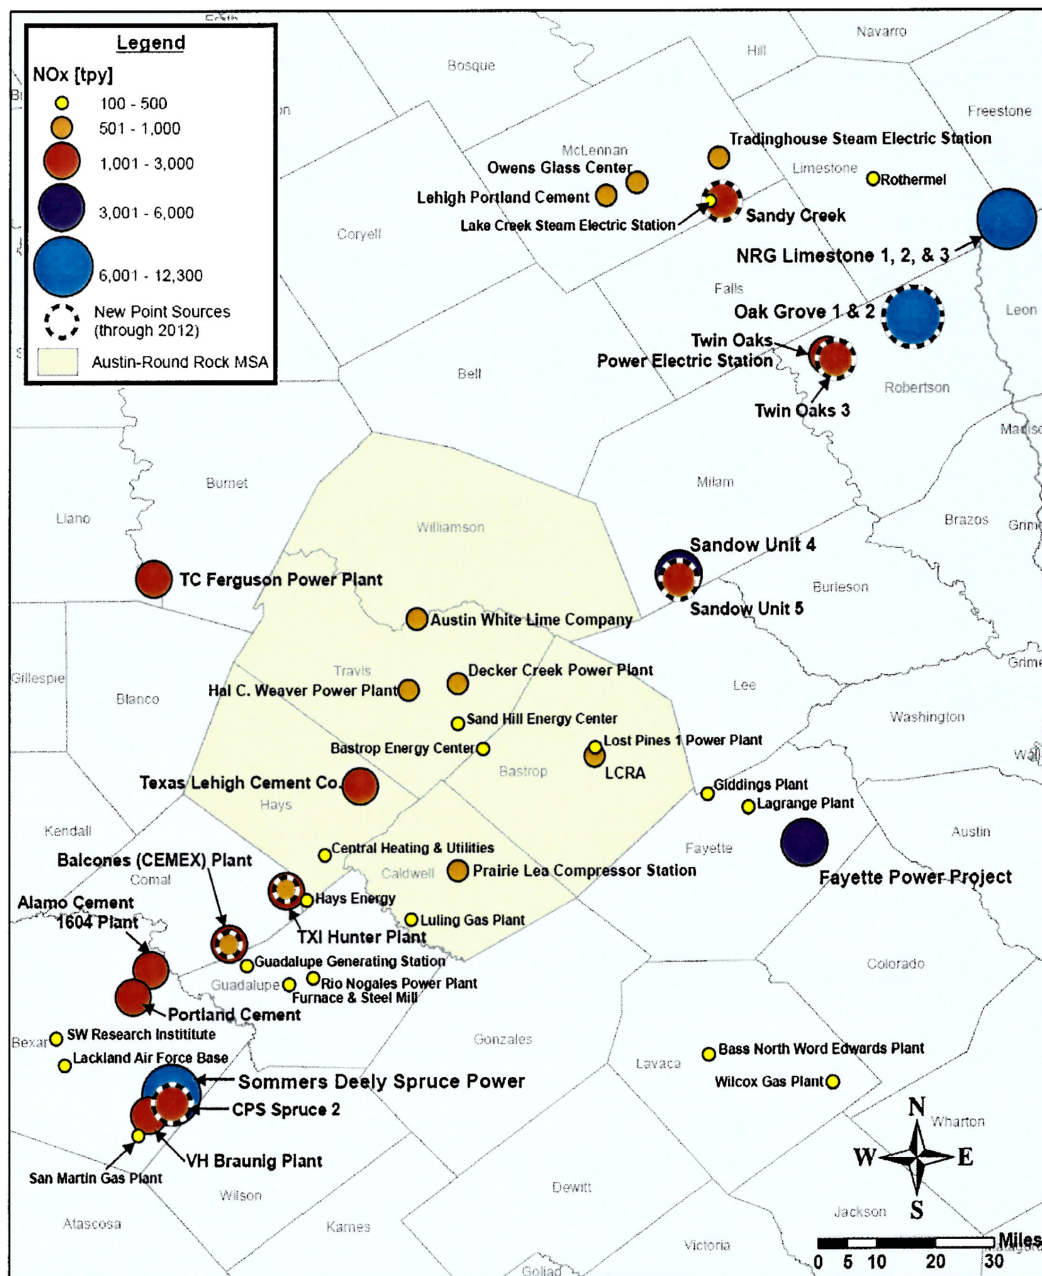 Legend
NOx [tpy]
100 - 500
501 - 1,000
1,001 - 3,000
3,001 - 6,000
6,001 - 12,300
New Point Sources
(through 2012)
Austin-Round Rock MSA
Navarro
Hill
Bosque
Freestone
Tradinghouse Steam Electric Station
McLennan
Owens Glass Center
Limestone
Rothermel
Lehigh Portland Cement
Lake Creek Steam Electric Station
Sandy Creek
Coryell
NRG Limestone 1, 2, & 3
Falls
Oak Grove 1 & 2
Leon
Twin Oaks
Power Electric Station
Bell
Robertson
Twin Oaks 3
Madiso
Burnet
Milam
Llano
Williamson
Brazos
Grime
Sandow Unit 4
TC Ferguson Power Plant
Burleson
Sandow Unit 5
Austin White Lime Company
Grime
Gillespie
Travis
Decker Creek Power Plant
Blanco
Hal C. Weaver Power Plant
Lee
Sand Hill Energy Center
Washington
Bastrop Energy Center
Lost Pines 1 Power Plant
Bastrop
LCRA
Texas Lehigh Cement Co.
Giddings Plant
Hays
Lagrange Plant
Kendall
Austin
Central Heating & Utilities
Fayette
Balcones (CEMEX) Plant
Caldwell
Prairie Lea Compressor Station
Comal
Fayette Power Project
Alamo Cement
1604 Plant
Hays Energy
Luling Gas Plant
TXI Hunter Plant
Guadalupe Generating Station
Colorado
Guadalupe
Rio Nogales Power Plant
Furnace & Steel Mill
Portland Cement
Bexar
SW Research Instititute
Gonzales
Bass North Word Edwards Plant
Lackland Air Force Base
Lavaca
Wilcox Gas Plant
Sommers Deely Spruce Power
CPS Spruce 2
N
Wharton
VH Braunig Plant
W
E
San Martin Gas Plant
Wilson
Dewitt
S
Atascosa
Karnes
Jackson
Victoria
Miles
0 5 10 20 30
Goliad